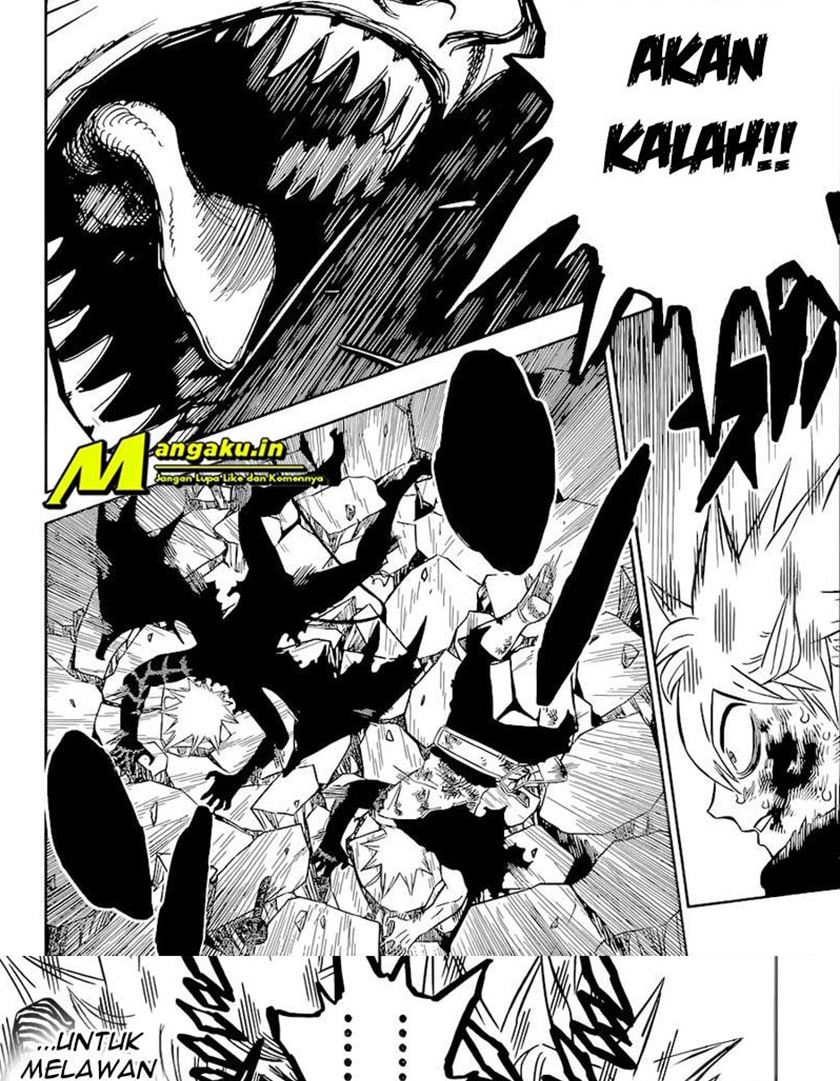 AKAN
KALAH!!
Mangaku.in
Jangan Lupa Like dan Komennya
...UNTUK
MELAWAN